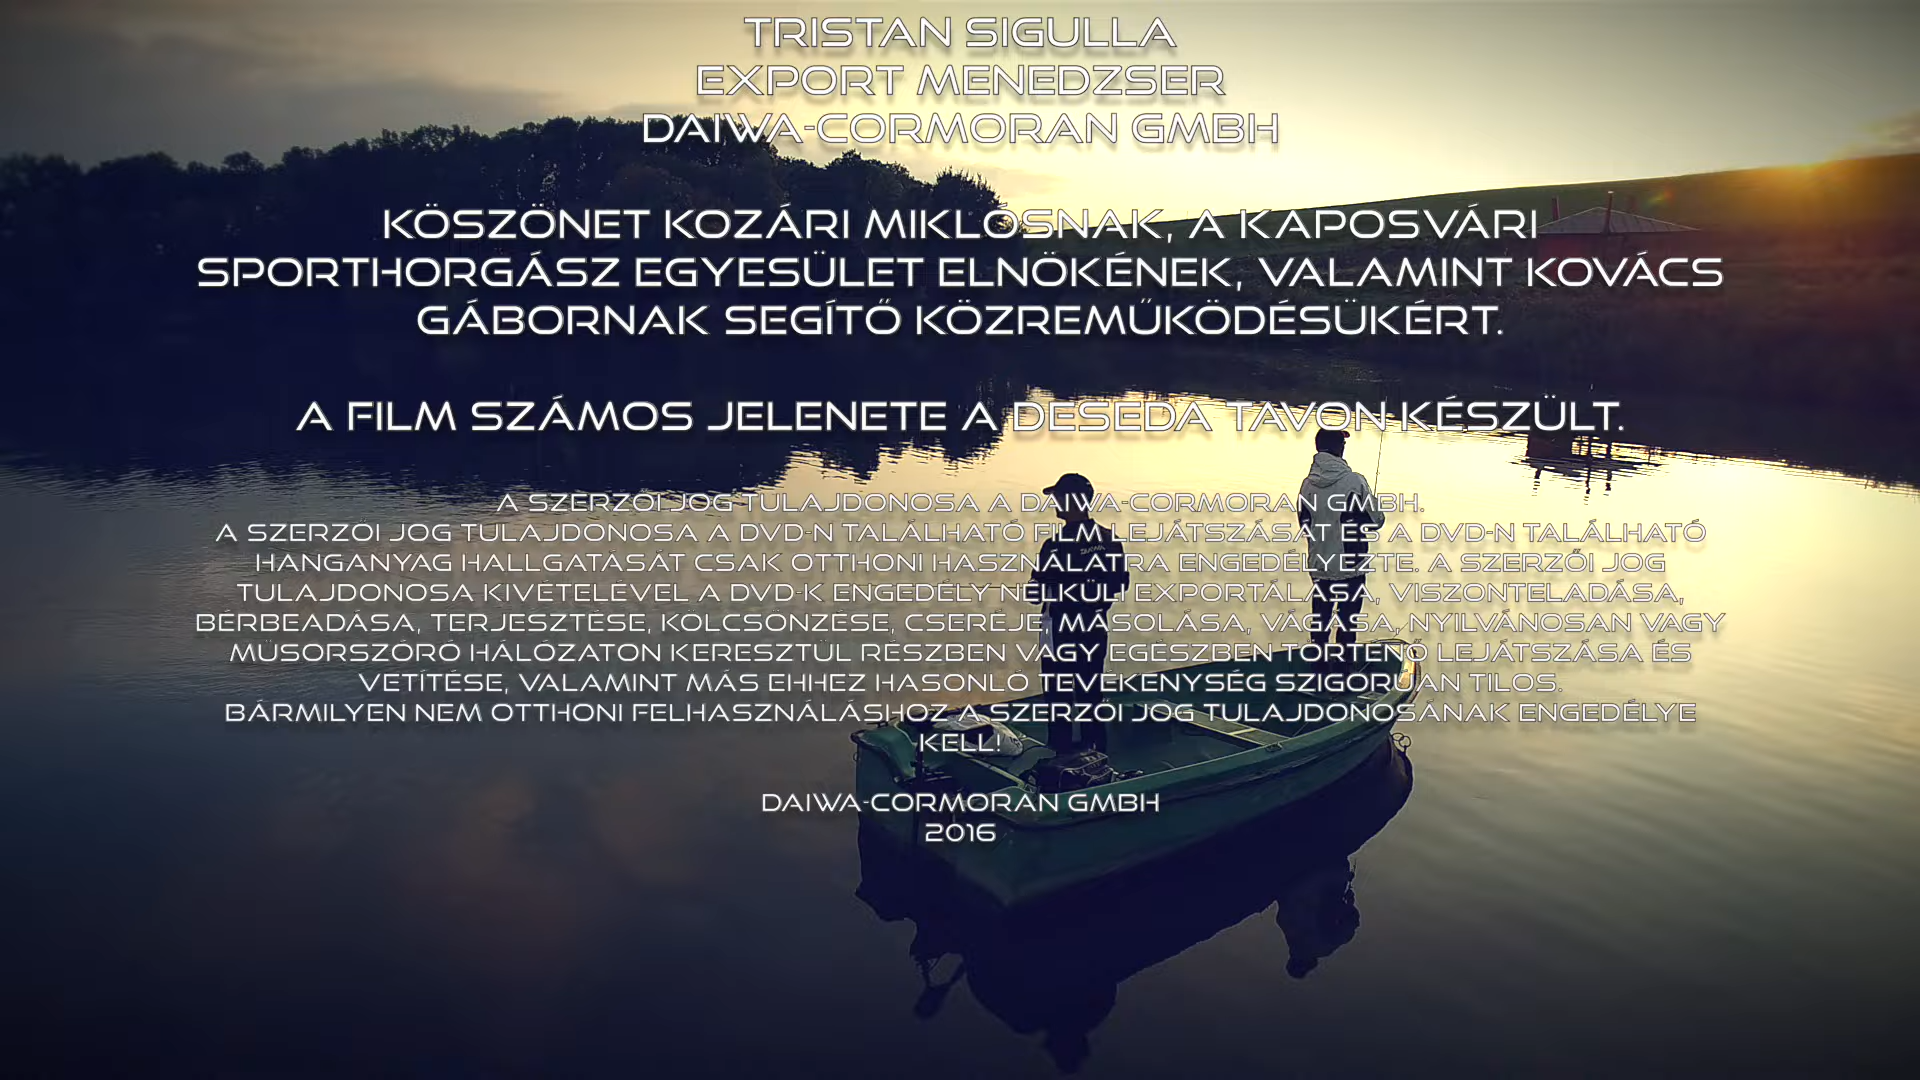 TRISTAN SIGULLA
EXPORT MENEDZSER
DAIWA-CORMORAN GMBH
KÖSZÖNET KOZÁRI MIKLÓSNAK, A KAPOSVÁRI
SPORTHORGÁSZ EGYESÜLET ELNÖKÉNEK, VALAMINT KOVÁCS
GÁBORNAK SEGÍTŐ KÖZREMŰKÖDÉSÜKÉRT.
A FILM SZÁMOS JELENETE A DESEDA TAVON KÉSZÜLT.
A SZERZŐI JOG TULAJDONOSA A DAIWA-CORMORAN GMBH.
A SZERZŐI JOG TULAJDONOSA A DVD-N TALÁLHATÓ FILM LEJÁTSZÁSÁT ÉS A DVD-N TALÁLHATÓ
HANGANYAG HALLGATÁSÁT CSAK OTTHONI HASZNÁLATRA ENGEDÉLYEZTE. A SZERZŐI JOG
TULAJDONOSA KIVÉTELÉVEL A DVD-K ENGEDÉLY NÉLKÜLI EXPORTÁLÁSA, VISZONTELADÁSA,
BÉRBEADÁSA, TERJESZTÉSE, KÖLCSÖNZÉSE, CSERÉJE, MÁSOLÁSA, VÁGÁSA, NYILVÁNOSAN VAGY
MŰSORSZÓRÓ HÁLÓZATON KERESZTÜL RÉSZBEN VAGY EGÉSZBEN TÖRTÉNŐ LEJÁTSZÁSA ÉS
VETÍTÉSE, VALAMINT MÁS EHHEZ HASONLÓ TEVÉKENYSÉG SZIGORÚAN TILOS.
BÁRMILYEN NEM OTTHONI FELHASZNÁLÁSHOZ A SZERZŐI JOG TULAJDONOSÁNAK ENGEDÉLYE
KELL!
DAIWA-CORMORAN GMBH
2016